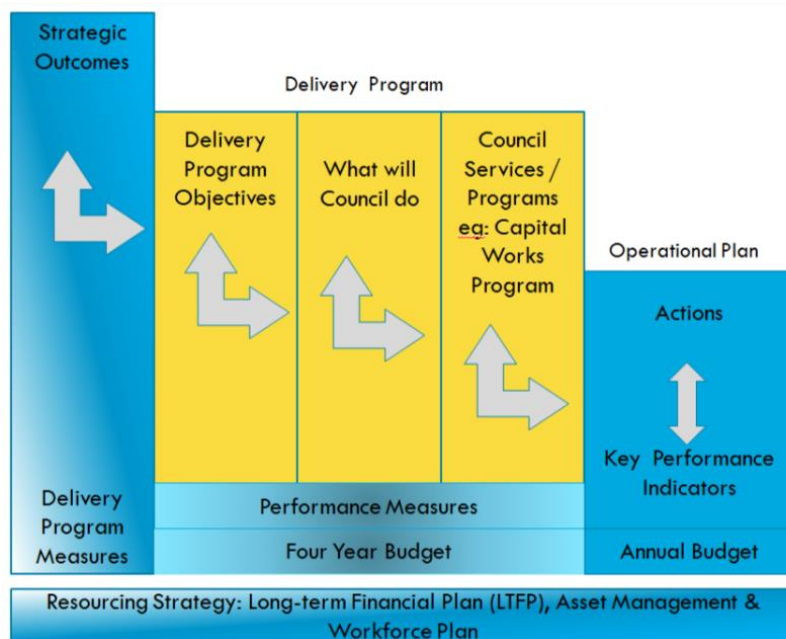 Strategic
Outcomes
Delivery Program
Delivery
Program
Objectives
What will
Council do
Council
Services /
Programs
eg: Capital
Works
Program
Operational Plan
Actions
Key Performance
Indicators
Delivery
Program
Measures
Performance Measures
Four Year Budget
Annual Budget
Resourcing Strategy: Long-term Financial Plan (LTFP), Asset Management &
Workforce Plan